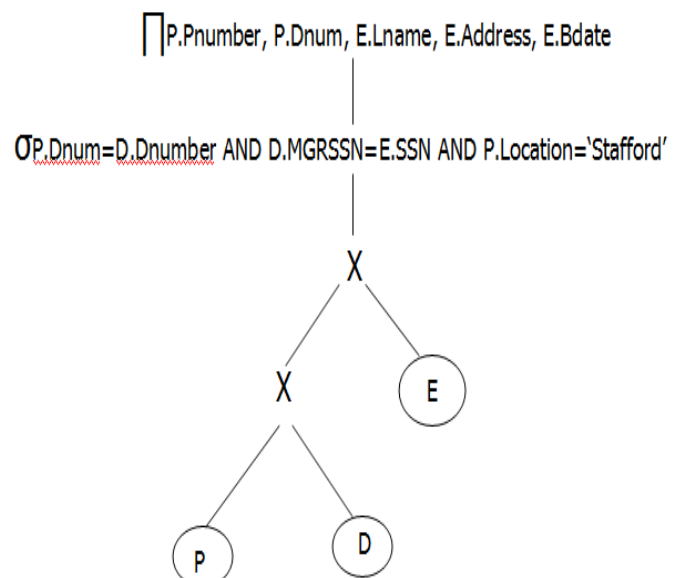 ∏P.Pnumber, P.Dnum, E.Lname, E.Address, E.Bdate
σP.Dnum=D.Dnumber AND D.MGRSSN=E.SSN AND P.Location=‘Stafford’
X
X
E
P
D